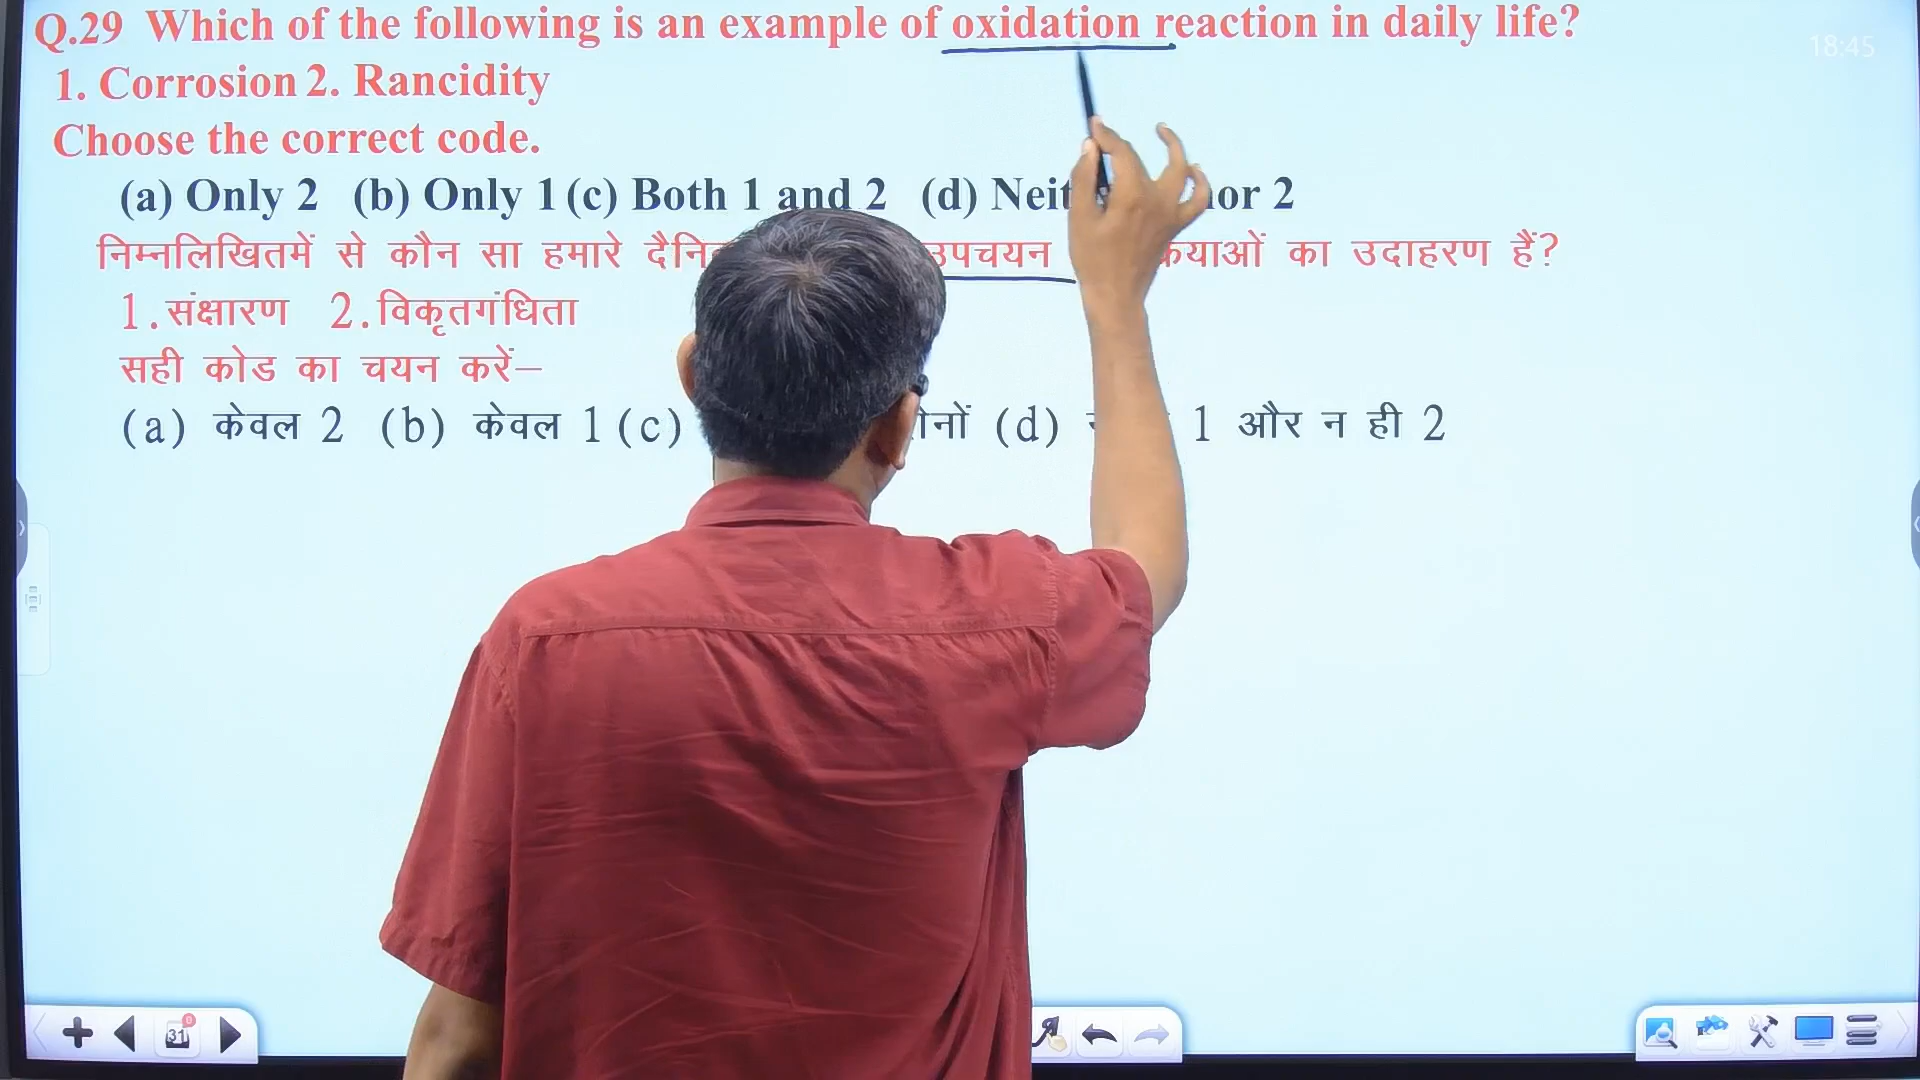 Q.29 Which of the following is an example of oxidation reaction in daily life?
18:45
1. Corrosion 2. Rancidity
Choose the correct code.
(a) Only 2 (b) Only 1 (c) Both 1 and 2 (d) 2
निम्नलिखितमें से कौन सा हमारे उपचयन का उदाहरण हैं?
1.संक्षारण 2.विकृतगंधिता
सही कोड का चयन करें–
(a) केवल 2 (b) केवल 1 (c) (d) 1 और न ही 2
31